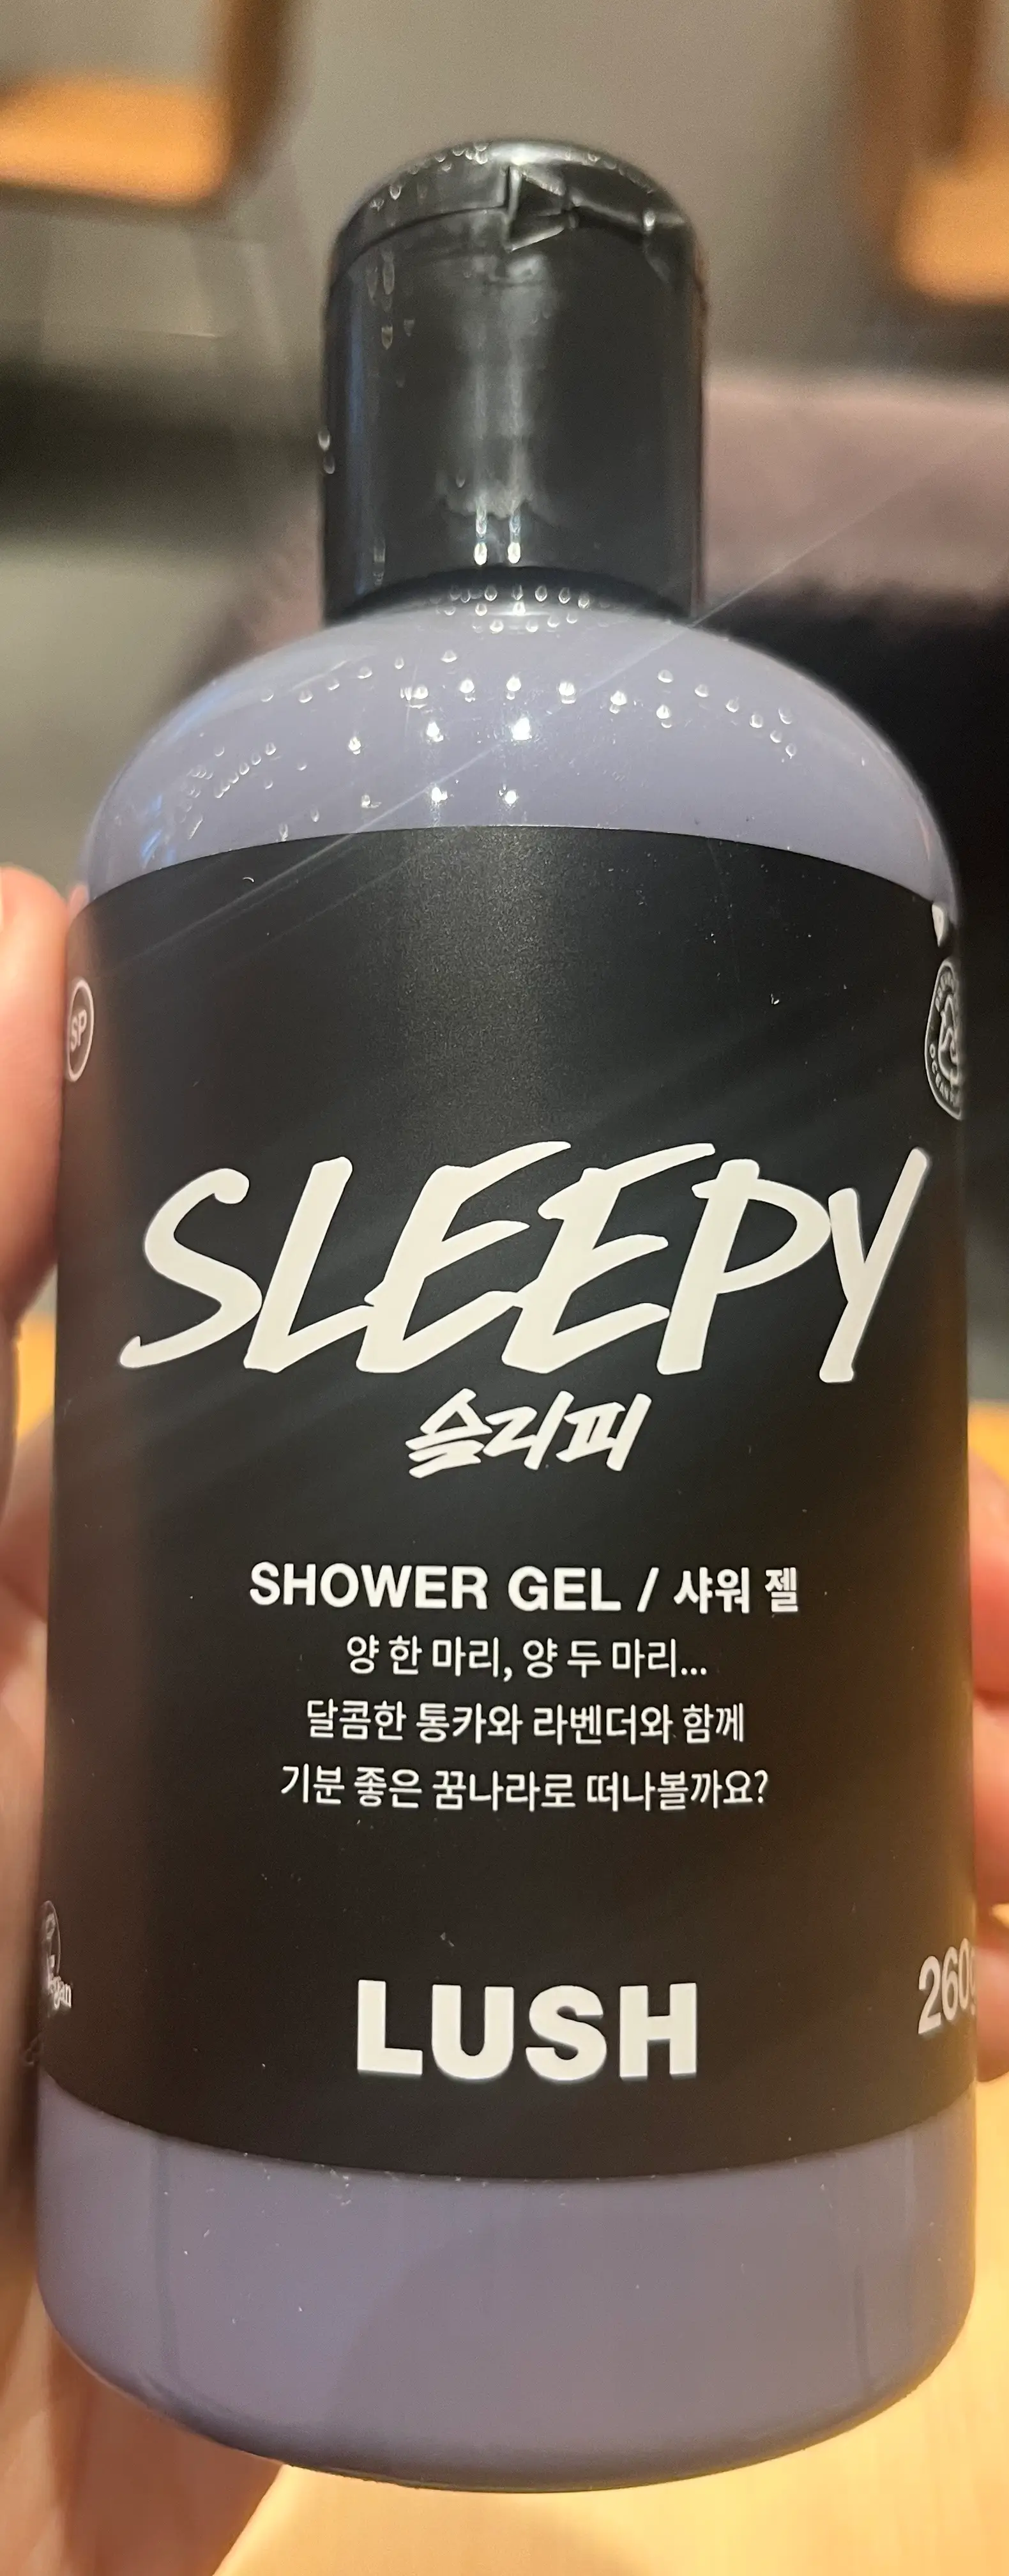 SP
SLEEPY
슬리피
SHOWER GEL / 샤워 젤
양 한 마리, 양 두 마리...
달콤한 통카와 라벤더와 함께
기분 좋은 꿈나라로 떠나볼까요?
LUSH
260g